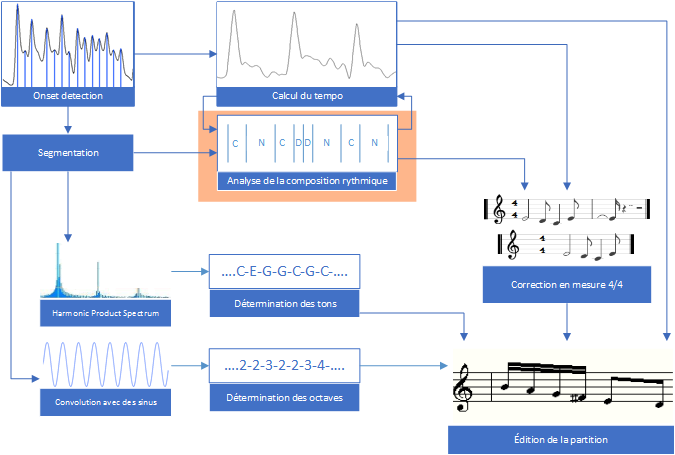 Onset detection
Calcul du tempo
Segmentation
C N C D D N C N
Analyse de la composition rythmique
4
4
4
4
Correction en mesure 4/4
Harmonic Product Spectrum
....C-E-G-G-C-G-C-....
Détermination des tons
Convolution avec des sinus
....2-2-3-2-2-3-4-....
Détermination des octaves
Édition de la partition